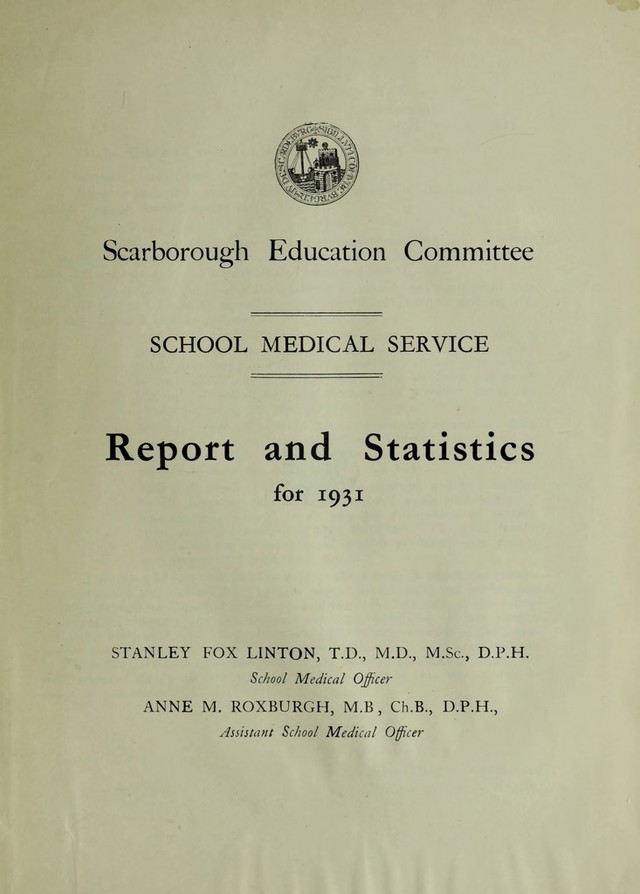 Scarborough Education Committee
SCHOOL MEDICAL SERVICE
Report and Statistics
for 1931
STANLEY FOX LINTON, T.D., M.D., M.Sc., D.P.H.
School Medical Officer
ANNE M. ROXBURGH, M.B, Ch.B., D.P.H.,
Assistant School Medical Officer